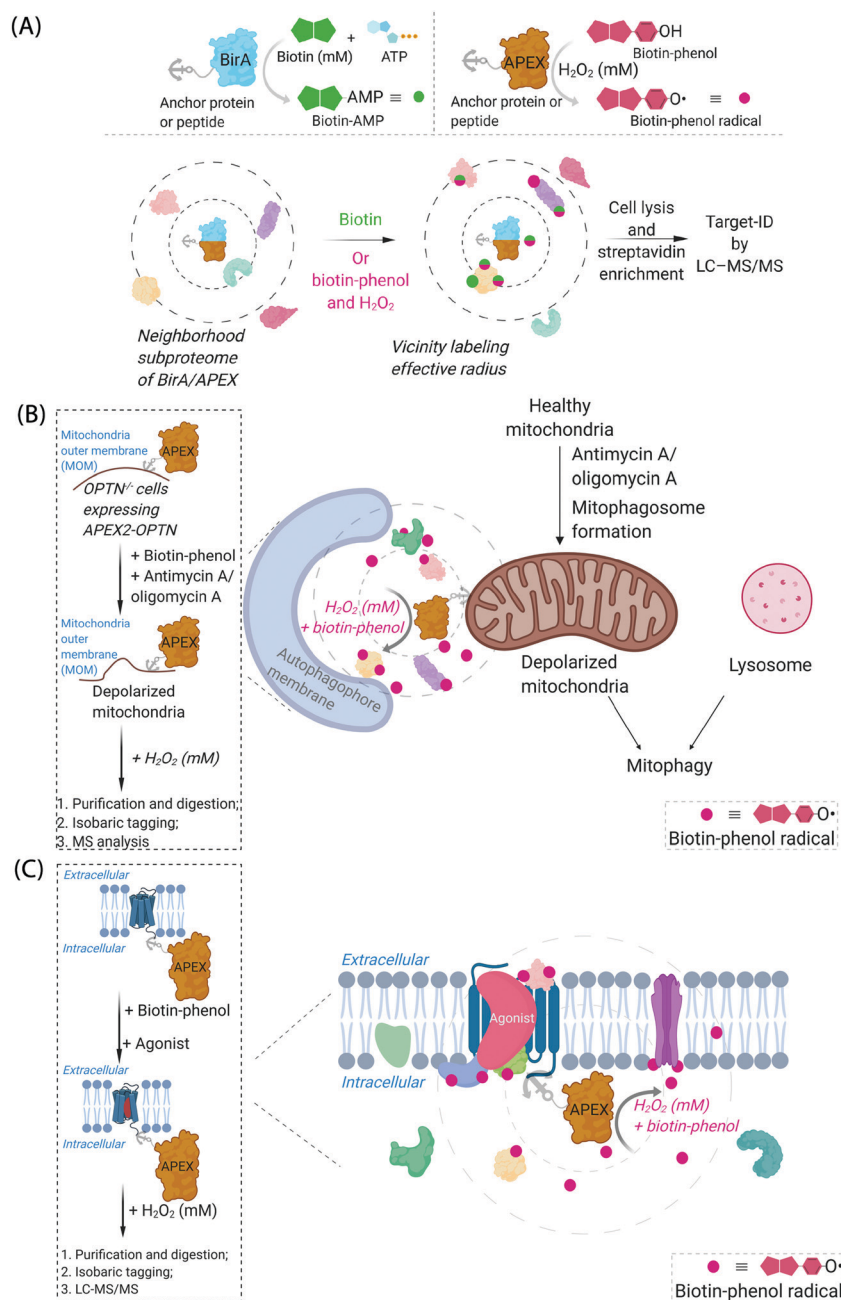 (A)
BirA
Biotin (mM)
+
ATP
AMP ≡
Biotin-AMP
Anchor protein
or peptide
APEX
OH
Biotin-phenol
H₂O₂ (mM)
O• ≡
Biotin-phenol radical
Anchor protein or
peptide
Biotin
Or
biotin-phenol
and H₂O₂
Cell lysis
and
streptavidin
enrichment
Target-ID
by
LC–MS/MS
Neighborhood
subproteome
of BirA/APEX
Vicinity labeling
effective radius
(B)
Mitochondria
outer membrane
(MOM)
APEX
OPTN⁻/⁻ cells
expressing
APEX2-OPTN
+ Biotin-phenol
+ Antimycin A/
oligomycin A
Mitochondria
outer
membrane
(MOM)
APEX
Depolarized
mitochondria
+ H₂O₂ (mM)
1. Purification and digestion;
2. Isobaric tagging;
3. MS analysis
Healthy
mitochondria
Antimycin A/
oligomycin A
Mitophagosome
formation
H₂O₂ (mM)
+ biotin-phenol
APEX
Autophagophore
membrane
Depolarized
mitochondria
Lysosome
Mitophagy
≡ O•
Biotin-phenol radical
(C)
Extracellular
Intracellular
APEX
+ Biotin-phenol
+ Agonist
Extracellular
Intracellular
APEX
+ H₂O₂ (mM)
1. Purification and digestion;
2. Isobaric tagging;
3. LC-MS/MS
Extracellular
Agonist
Intracellular
APEX
H₂O₂ (mM)
+ biotin-phenol
≡ O•
Biotin-phenol radical